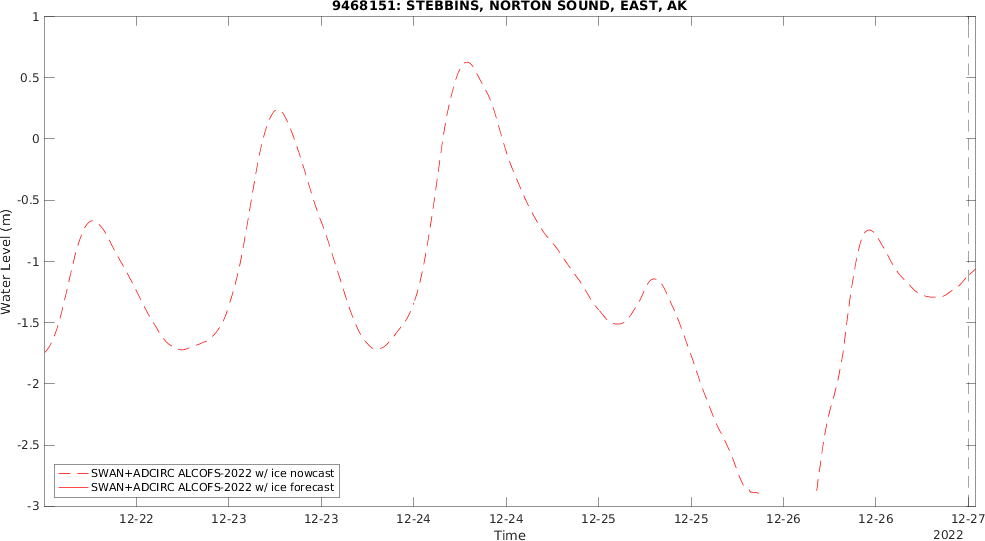 9468151: STEBBINS, NORTON SOUND, EAST, AK
Water Level (m)
1
0.5
0
-0.5
-1
-1.5
-2
-2.5
-3
SWAN+ADCIRC ALCOFS-2022 w/ ice nowcast
SWAN+ADCIRC ALCOFS-2022 w/ ice forecast
12-22 12-23 12-23 12-24 12-24 12-25 12-25 12-26 12-26 12-27
Time
2022